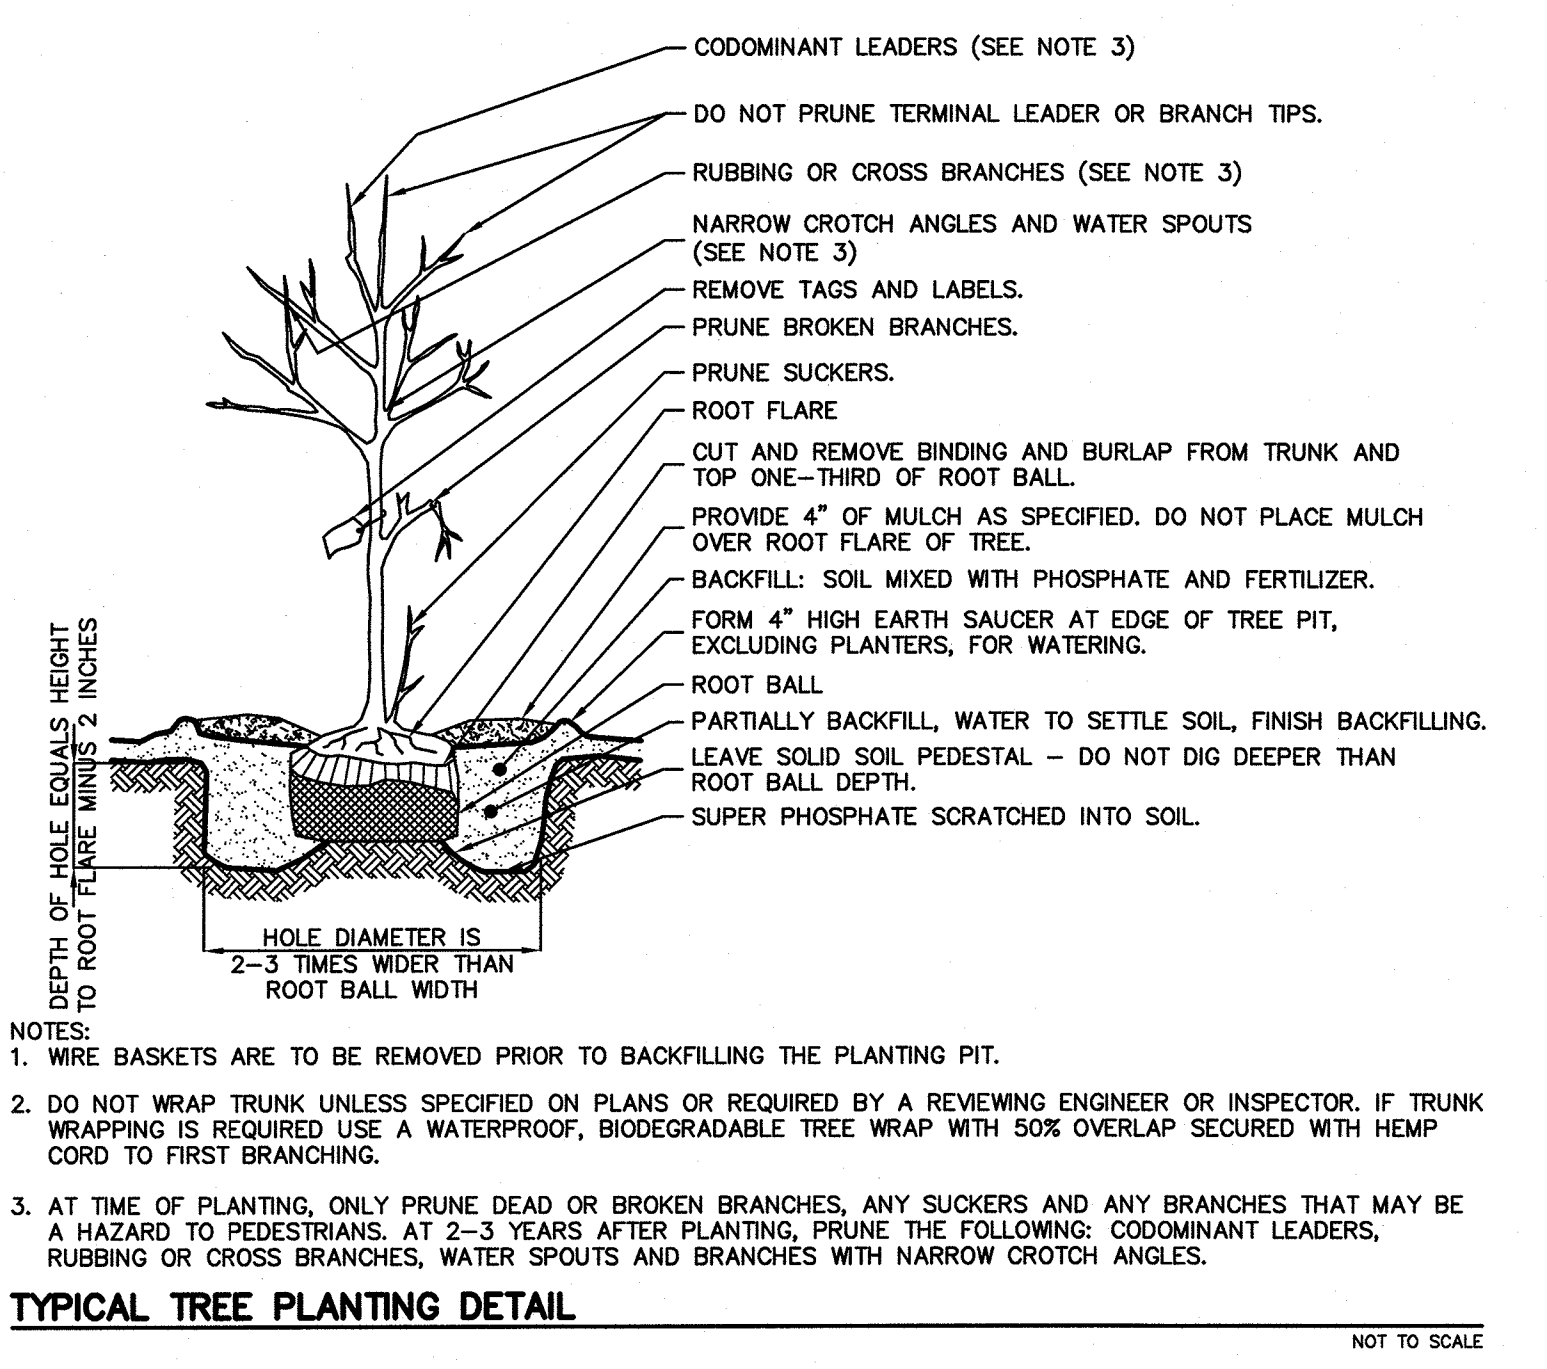 CODOMINANT LEADERS (SEE NOTE 3)
DO NOT PRUNE TERMINAL LEADER OR BRANCH TIPS.
RUBBING OR CROSS BRANCHES (SEE NOTE 3)
NARROW CROTCH ANGLES AND WATER SPOUTS
(SEE NOTE 3)
REMOVE TAGS AND LABELS.
PRUNE BROKEN BRANCHES.
PRUNE SUCKERS.
ROOT FLARE
CUT AND REMOVE BINDING AND BURLAP FROM TRUNK AND
TOP ONE-THIRD OF ROOT BALL.
PROVIDE 4" OF MULCH AS SPECIFIED. DO NOT PLACE MULCH
OVER ROOT FLARE OF TREE.
BACKFILL: SOIL MIXED WITH PHOSPHATE AND FERTILIZER.
FORM 4" HIGH EARTH SAUCER AT EDGE OF TREE PIT,
EXCLUDING PLANTERS, FOR WATERING.
ROOT BALL
PARTIALLY BACKFILL, WATER TO SETTLE SOIL, FINISH BACKFILLING.
LEAVE SOLID SOIL PEDESTAL - DO NOT DIG DEEPER THAN
ROOT BALL DEPTH.
SUPER PHOSPHATE SCRATCHED INTO SOIL.
DEPTH OF HOLE EQUALS HEIGHT
TO ROOT FLARE MINUS 2 INCHES
HOLE DIAMETER IS
2-3 TIMES WIDER THAN
ROOT BALL WIDTH
NOTES:
1. WIRE BASKETS ARE TO BE REMOVED PRIOR TO BACKFILLING THE PLANTING PIT.
2. DO NOT WRAP TRUNK UNLESS SPECIFIED ON PLANS OR REQUIRED BY A REVIEWING ENGINEER OR INSPECTOR. IF TRUNK
WRAPPING IS REQUIRED USE A WATERPROOF, BIODEGRADABLE TREE WRAP WITH 50% OVERLAP SECURED WITH HEMP
CORD TO FIRST BRANCHING.
3. AT TIME OF PLANTING, ONLY PRUNE DEAD OR BROKEN BRANCHES, ANY SUCKERS AND ANY BRANCHES THAT MAY BE
A HAZARD TO PEDESTRIANS. AT 2-3 YEARS AFTER PLANTING, PRUNE THE FOLLOWING: CODOMINANT LEADERS,
RUBBING OR CROSS BRANCHES, WATER SPOUTS AND BRANCHES WITH NARROW CROTCH ANGLES.
TYPICAL TREE PLANTING DETAIL
NOT TO SCALE